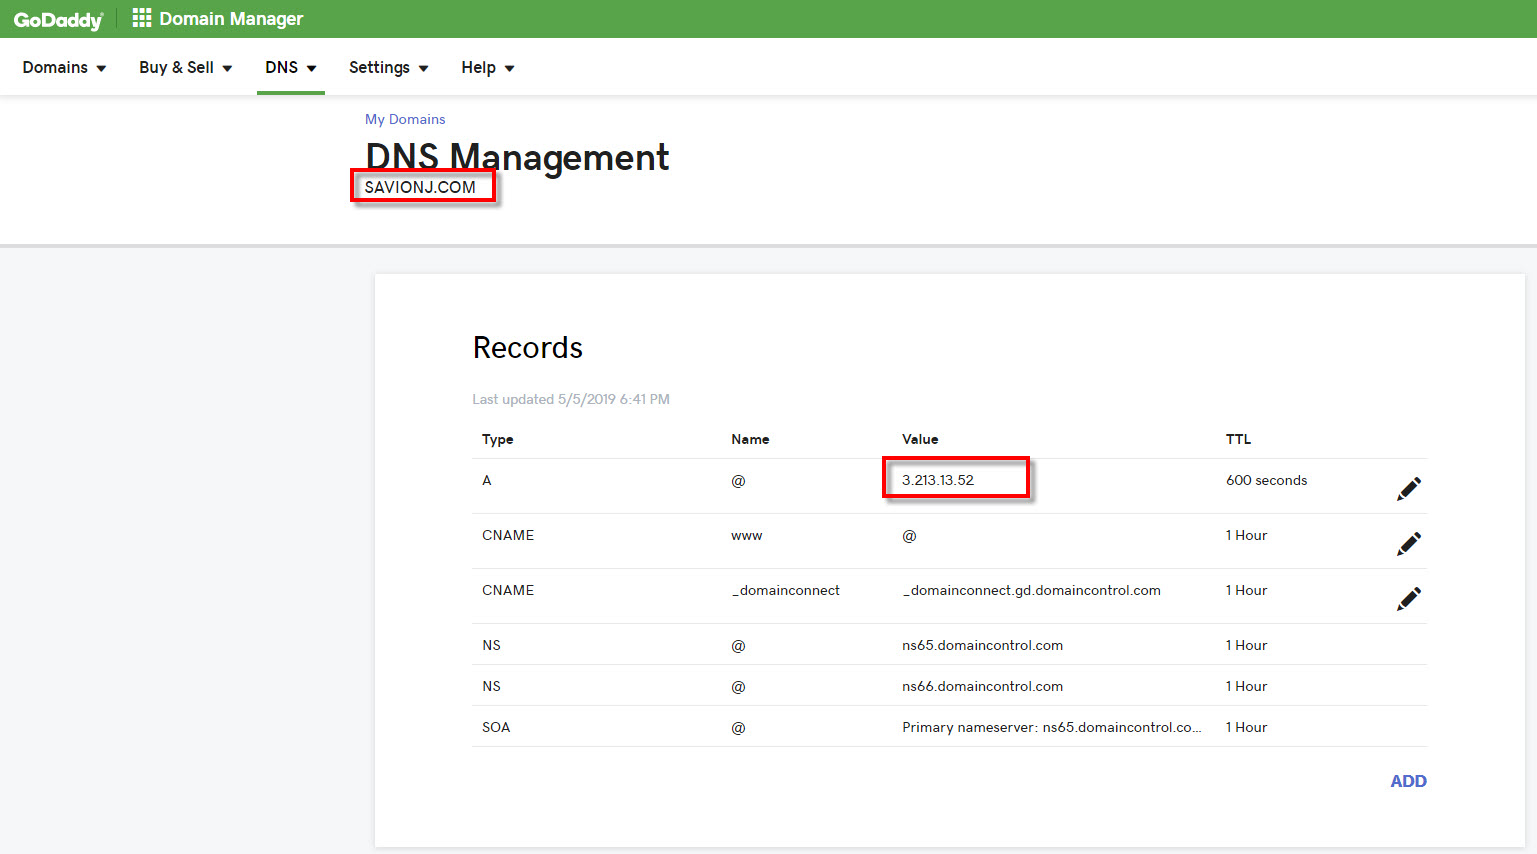 GoDaddy Domain Manager
Domains Buy & Sell DNS Settings Help
My Domains
DNS Management
SAVIONJ.COM
Records
Last updated 5/5/2019 6:41 PM
Type Name Value TTL
A @ 3.213.13.52 600 seconds
CNAME www @ 1 Hour
CNAME _domainconnect _domainconnect.gd.domaincontrol.com 1 Hour
NS @ ns65.domaincontrol.com 1 Hour
NS @ ns66.domaincontrol.com 1 Hour
SOA @ Primary nameserver: ns65.domaincontrol.co... 1 Hour
ADD